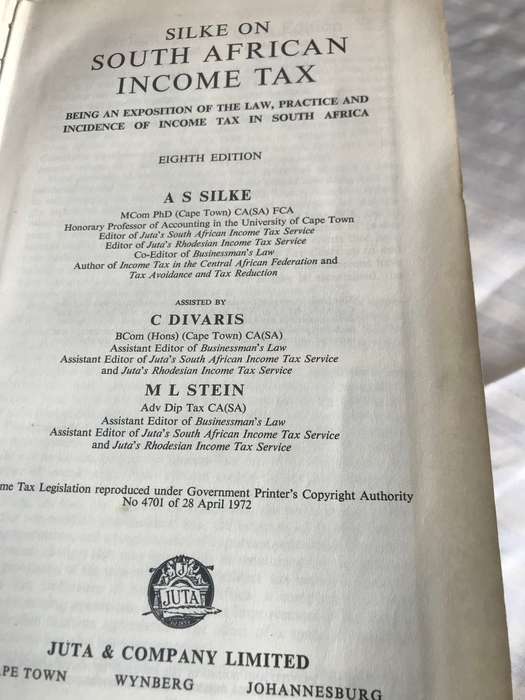 SILKE ON
SOUTH AFRICAN
INCOME TAX
BEING AN EXPOSITION OF THE LAW, PRACTICE AND
INCIDENCE OF INCOME TAX IN SOUTH AFRICA
EIGHTH EDITION
A S SILKE
MCom PhD (Cape Town) CA(SA) FCA
Honorary Professor of Accounting in the University of Cape Town
Editor of Juta's South African Income Tax Service
Editor of Juta's Rhodesian Income Tax Service
Co-Editor of Businessman's Law
Author of Income Tax in the Central African Federation and
Tax Avoidance and Tax Reduction
ASSISTED BY
C DIVARIS
BCom (Hons) (Cape Town) CA(SA)
Assistant Editor of Businessman's Law
Assistant Editor of Juta's South African Income Tax Service
and Juta's Rhodesian Income Tax Service
M L STEIN
Adv Dip Tax CA(SA)
Assistant Editor of Businessman's Law
Assistant Editor of Juta's South African Income Tax Service
and Juta's Rhodesian Income Tax Service
me Tax Legislation reproduced under Government Printer's Copyright Authority
No 4701 of 28 April 1972
J
JUTA
JUTA & COMPANY LIMITED
PE TOWN WYNBERG JOHANNESBURG